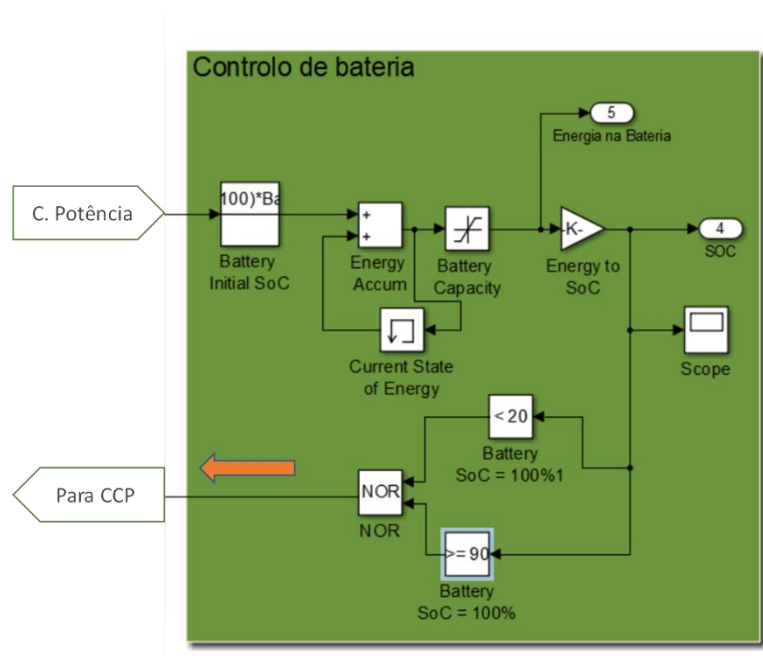 Controlo de bateria
5
Energia na Bateria
C. Potência
100)*Ba
+
+
-K-
4
SOC
Battery
Initial SoC
Energy
Accum
Battery
Capacity
Energy to
SoC
Current State
of Energy
Scope
< 20
Battery
SoC = 100%1
Para CCP
NOR
NOR
>= 90
Battery
SoC = 100%